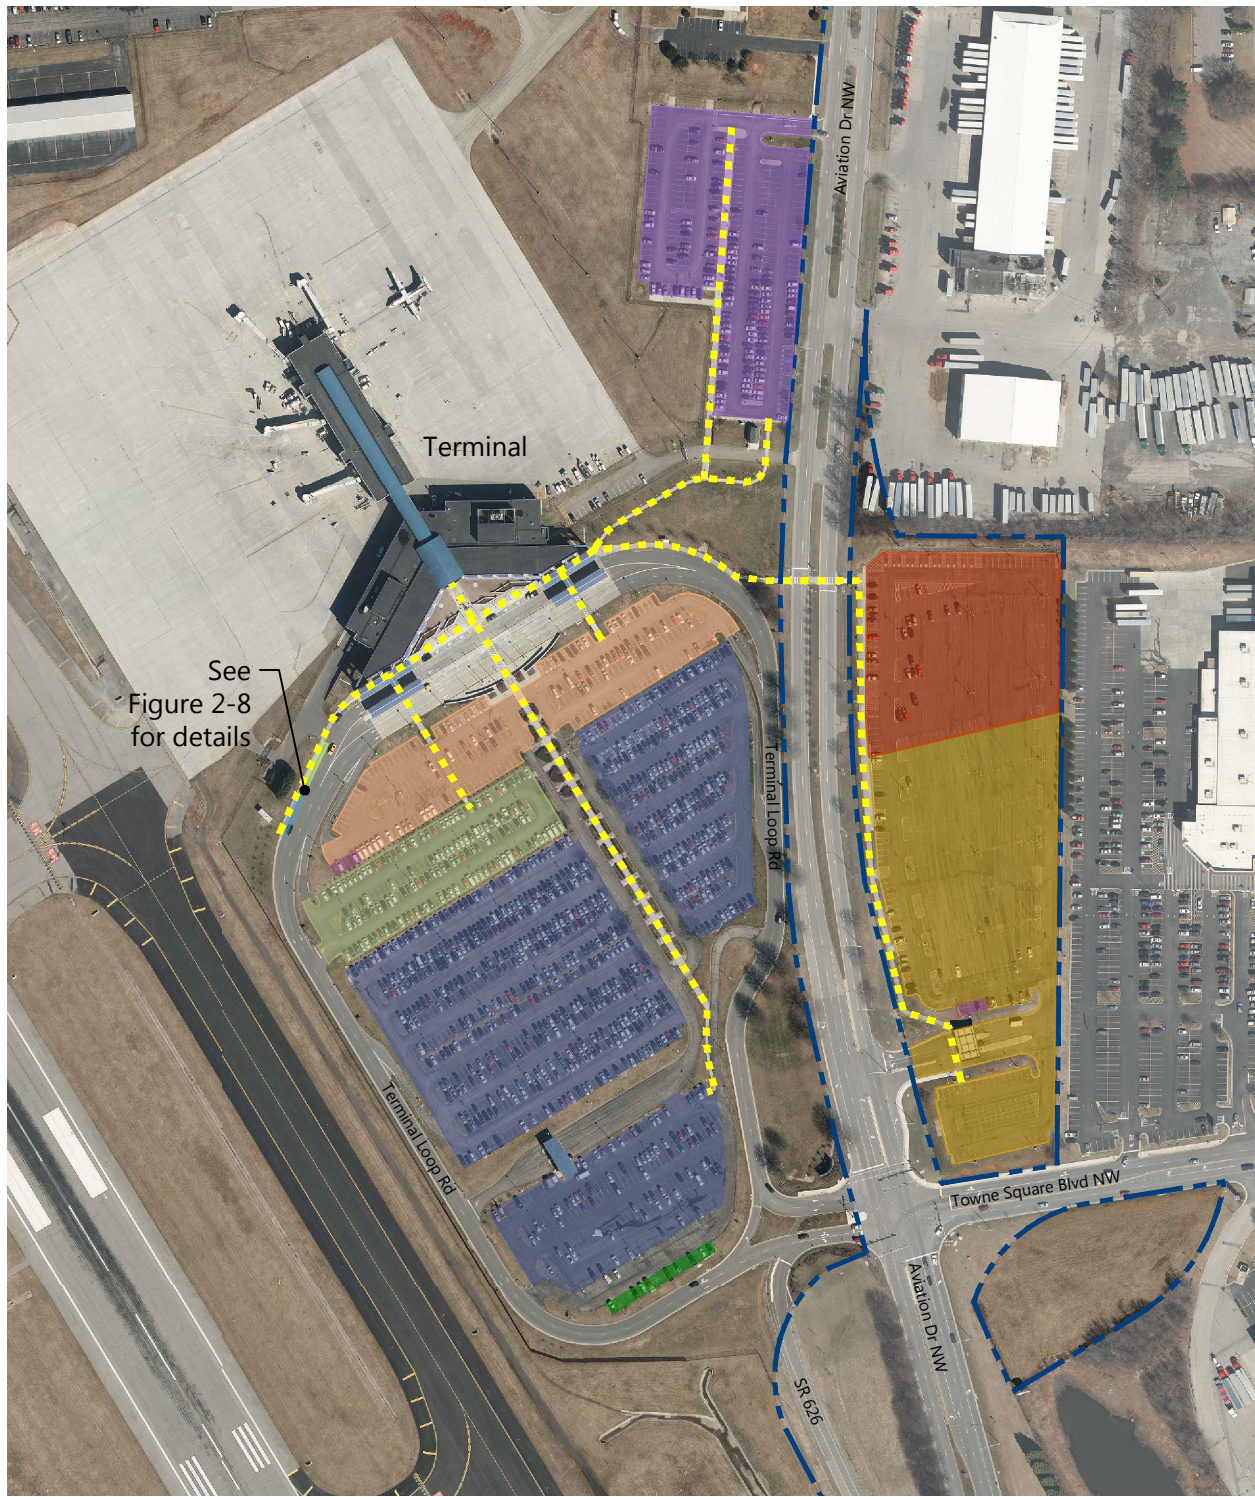 Aviation Dr NW
Terminal
See
Figure 2-8
for details
Terminal Loop Rd
Terminal Loop Rd
Towne Square Blvd NW
Aviation Dr NW
SR 626